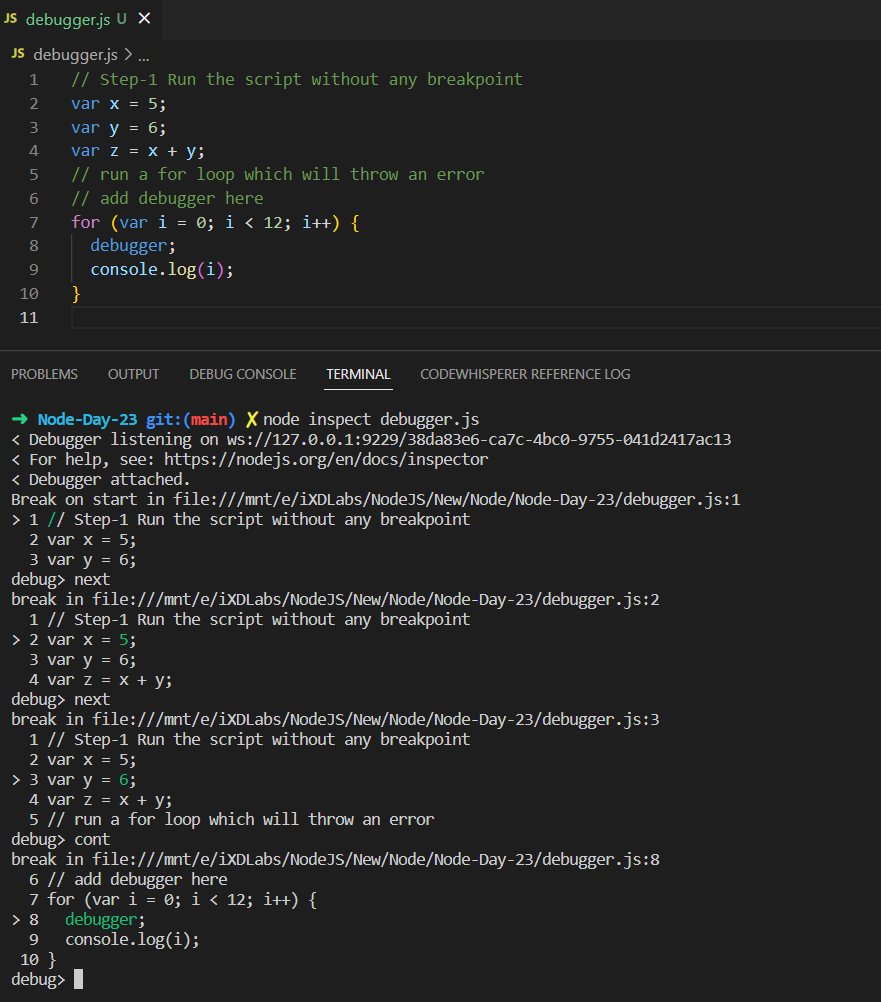 JS debugger.js U ✕
JS debugger.js > ...
1 // Step-1 Run the script without any breakpoint
2 var x = 5;
3 var y = 6;
4 var z = x + y;
5 // run a for loop which will throw an error
6 // add debugger here
7 for (var i = 0; i < 12; i++) {
8   debugger;
9   console.log(i);
10 }
11
PROBLEMS OUTPUT DEBUG CONSOLE TERMINAL CODEWHISPERER REFERENCE LOG
➜ Node-Day-23 git:(main) ✗ node inspect debugger.js
< Debugger listening on ws://127.0.0.1:9229/38da83e6-ca7c-4bc0-9755-041d2417ac13
< For help, see: https://nodejs.org/en/docs/inspector
< Debugger attached.
Break on start in file:///mnt/e/iXDLabs/NodeJS/New/Node/Node-Day-23/debugger.js:1
> 1 // Step-1 Run the script without any breakpoint
  2 var x = 5;
  3 var y = 6;
debug> next
break in file:///mnt/e/iXDLabs/NodeJS/New/Node/Node-Day-23/debugger.js:2
  1 // Step-1 Run the script without any breakpoint
> 2 var x = 5;
  3 var y = 6;
  4 var z = x + y;
debug> next
break in file:///mnt/e/iXDLabs/NodeJS/New/Node/Node-Day-23/debugger.js:3
  1 // Step-1 Run the script without any breakpoint
  2 var x = 5;
> 3 var y = 6;
  4 var z = x + y;
  5 // run a for loop which will throw an error
debug> cont
break in file:///mnt/e/iXDLabs/NodeJS/New/Node/Node-Day-23/debugger.js:8
  6 // add debugger here
  7 for (var i = 0; i < 12; i++) {
> 8   debugger;
  9   console.log(i);
 10 }
debug>